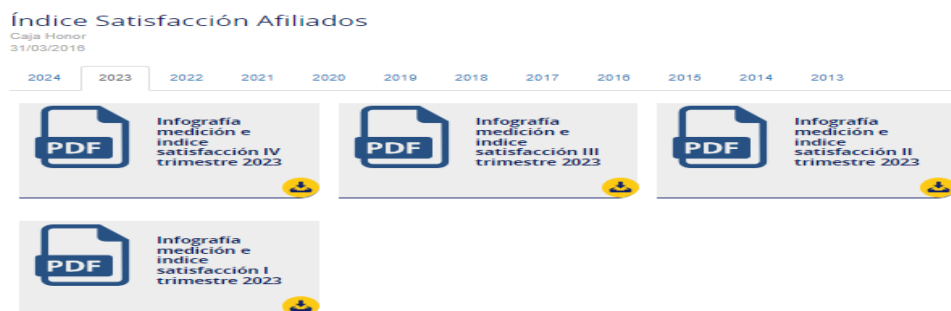 Índice Satisfacción Afiliados
Caja Honor
31/03/2016
2024 2023 2022 2021 2020 2019 2018 2017 2016 2015 2014 2013
PDF
Infografía
medición e
indice
satisfacción IV
trimestre 2023
PDF
Infografía
medición e
indice
satisfacción III
trimestre 2023
PDF
Infografía
medición e
indice
satisfacción II
trimestre 2023
PDF
Infografía
medición e
indice
satisfacción I
trimestre 2023